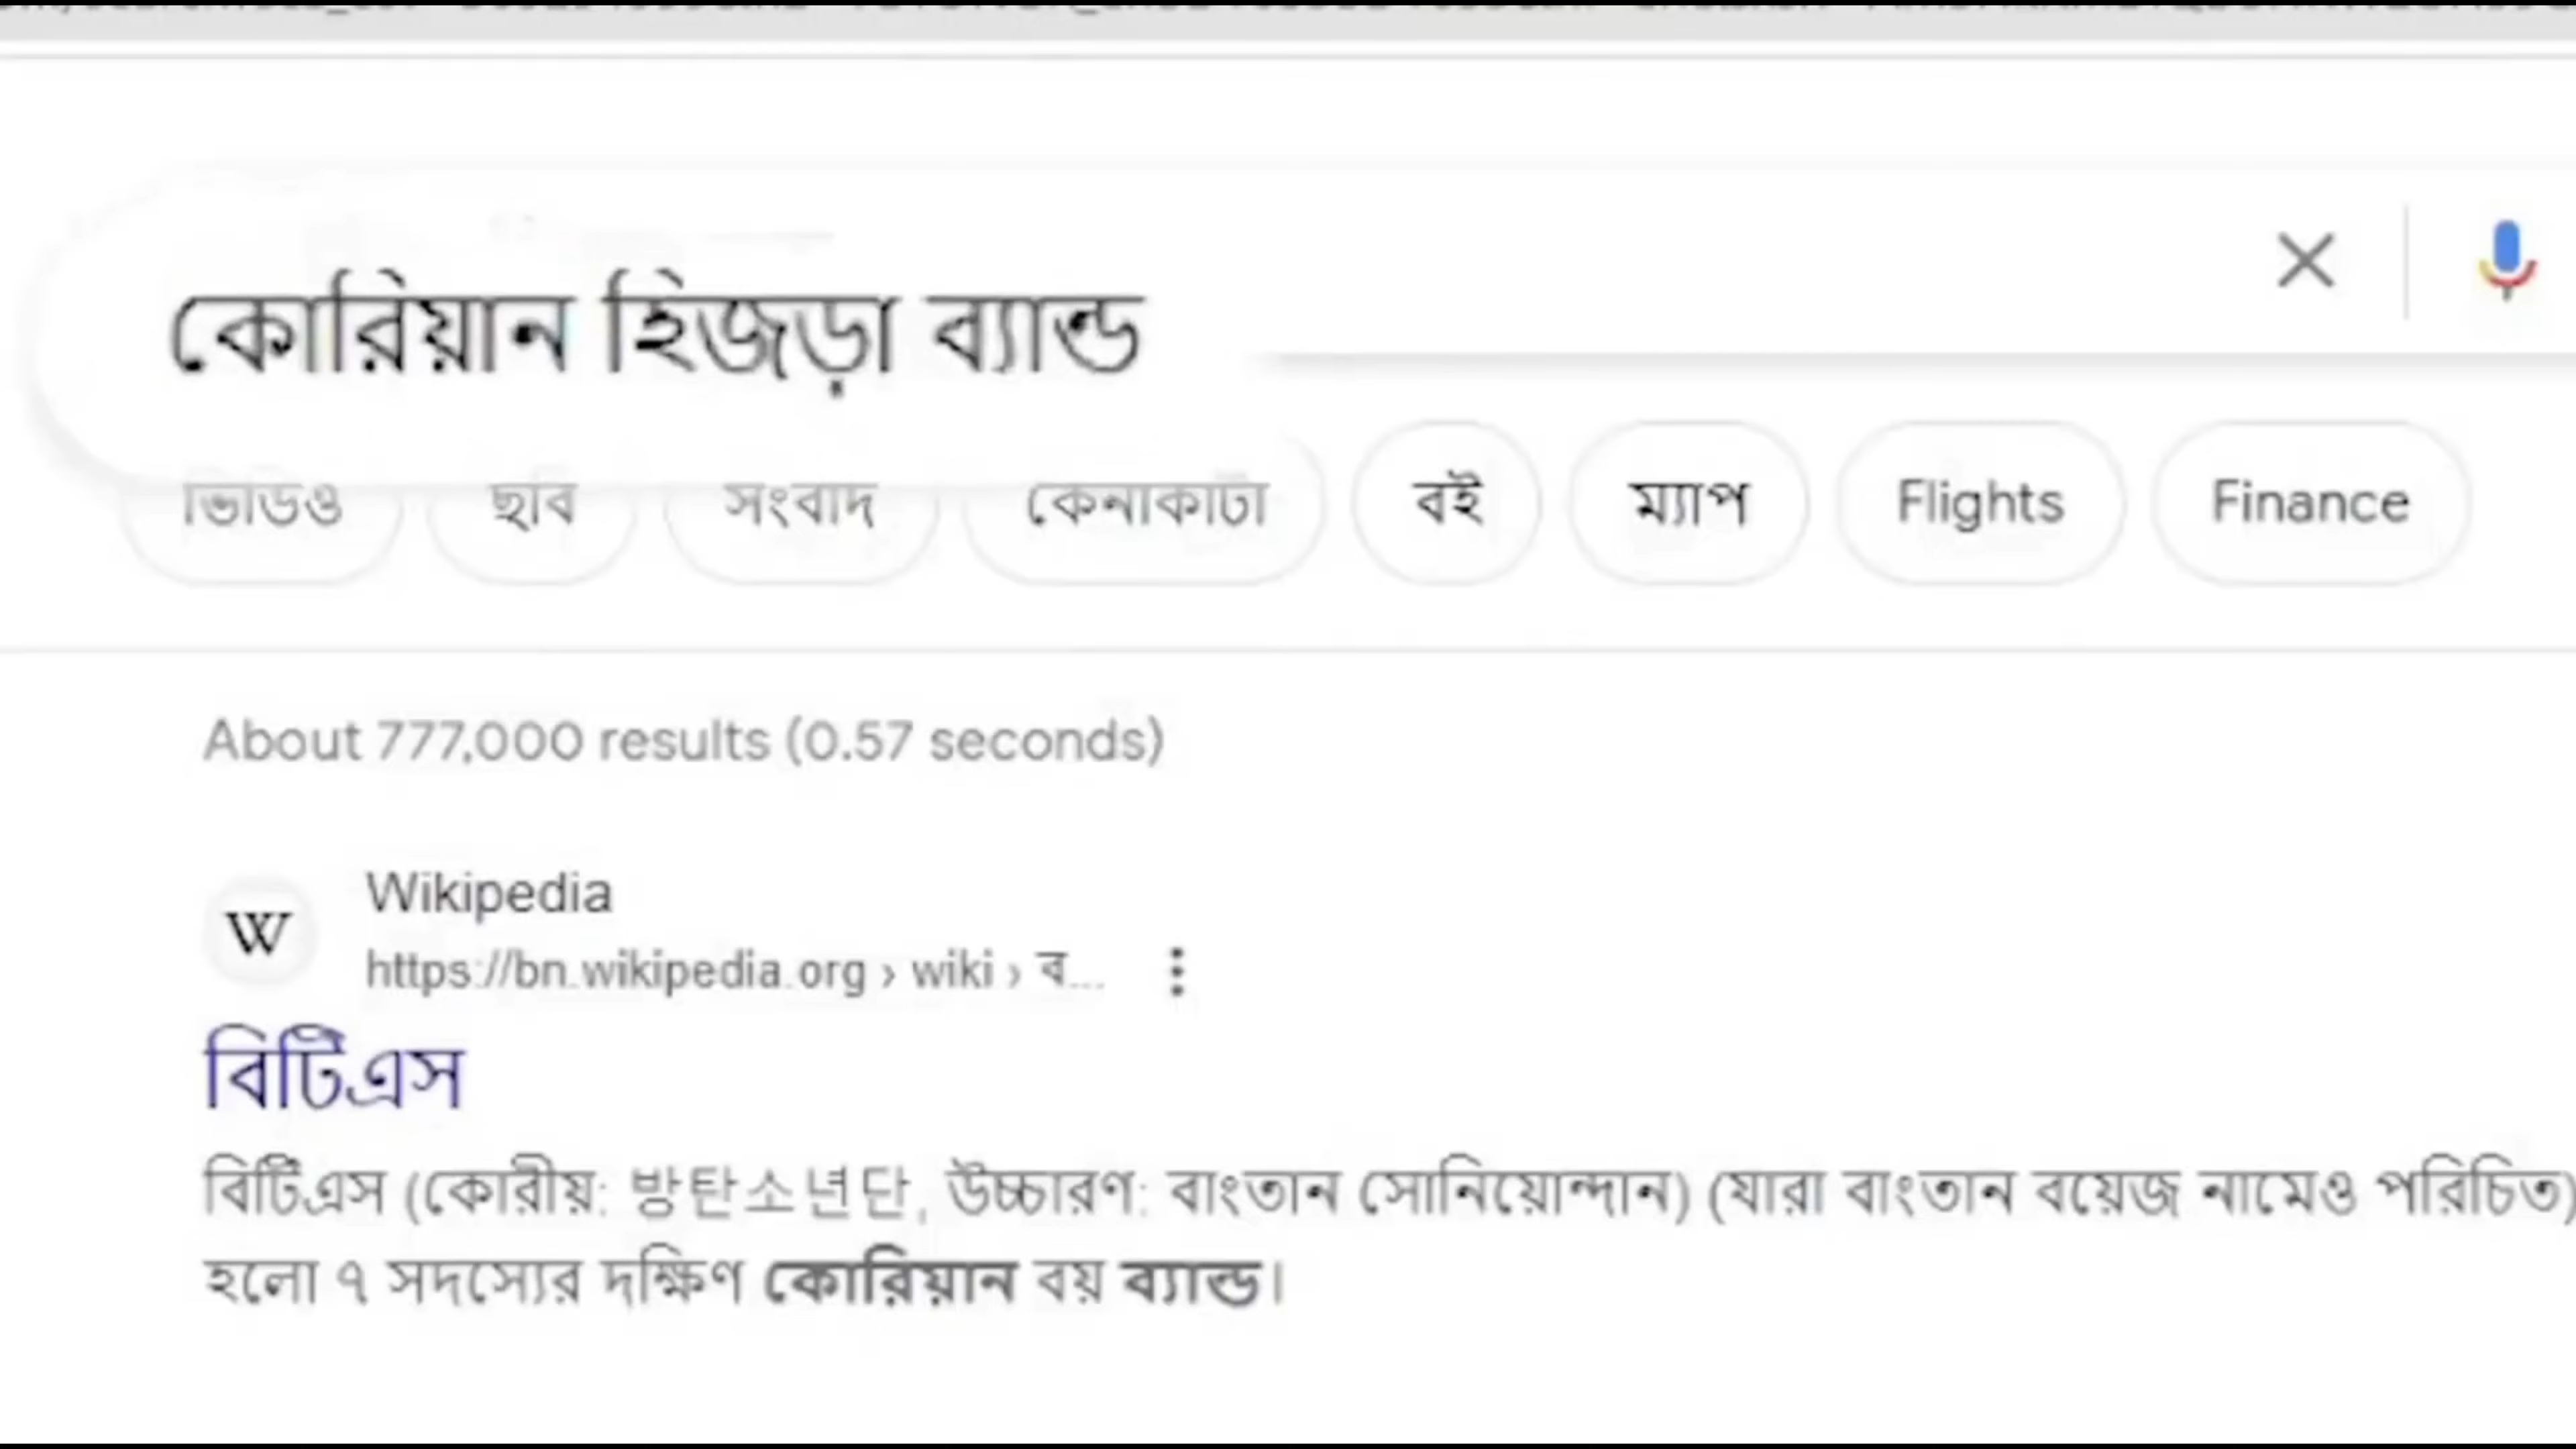 কোরিয়ান হিজড়া ব্যান্ড
ভিডিও ছবি সংবাদ কেনাকাটা বই ম্যাপ Flights Finance
About 777,000 results (0.57 seconds)
W Wikipedia
https://bn.wikipedia.org › wiki › ব...
বিটিএস
বিটিএস (কোরীয়: 방탄소년단, উচ্চারণ: বাংতান সোনিয়োন্দান) (যারা বাংতান বয়েজ নামেও পরিচিত)
হলো ৭ সদস্যের দক্ষিণ কোরিয়ান বয় ব্যান্ড।